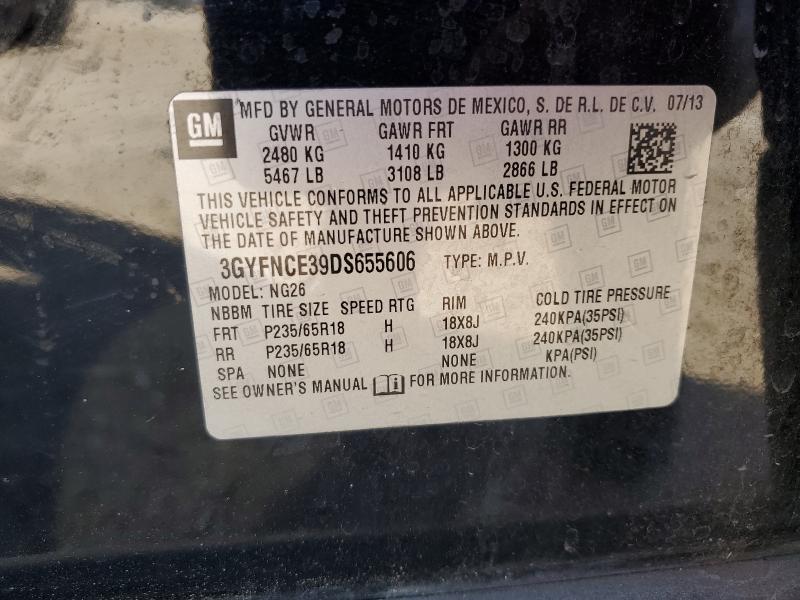 GM
MFD BY GENERAL MOTORS DE MEXICO, S. DE R.L. DE C.V. 07/13
GVWR GAWR FRT GAWR RR
2480 KG 1410 KG 1300 KG
5467 LB 3108 LB 2866 LB
THIS VEHICLE CONFORMS TO ALL APPLICABLE U.S. FEDERAL MOTOR
VEHICLE SAFETY AND THEFT PREVENTION STANDARDS IN EFFECT ON
THE DATE OF MANUFACTURE SHOWN ABOVE.
3GYFNCE39DS655606 TYPE: M.P.V.
MODEL: NG26
NBBM TIRE SIZE SPEED RTG RIM COLD TIRE PRESSURE
FRT P235/65R18 H 18X8J 240KPA(35PSI)
RR P235/65R18 H 18X8J 240KPA(35PSI)
SPA NONE NONE KPA(PSI)
SEE OWNER'S MANUAL FOR MORE INFORMATION.